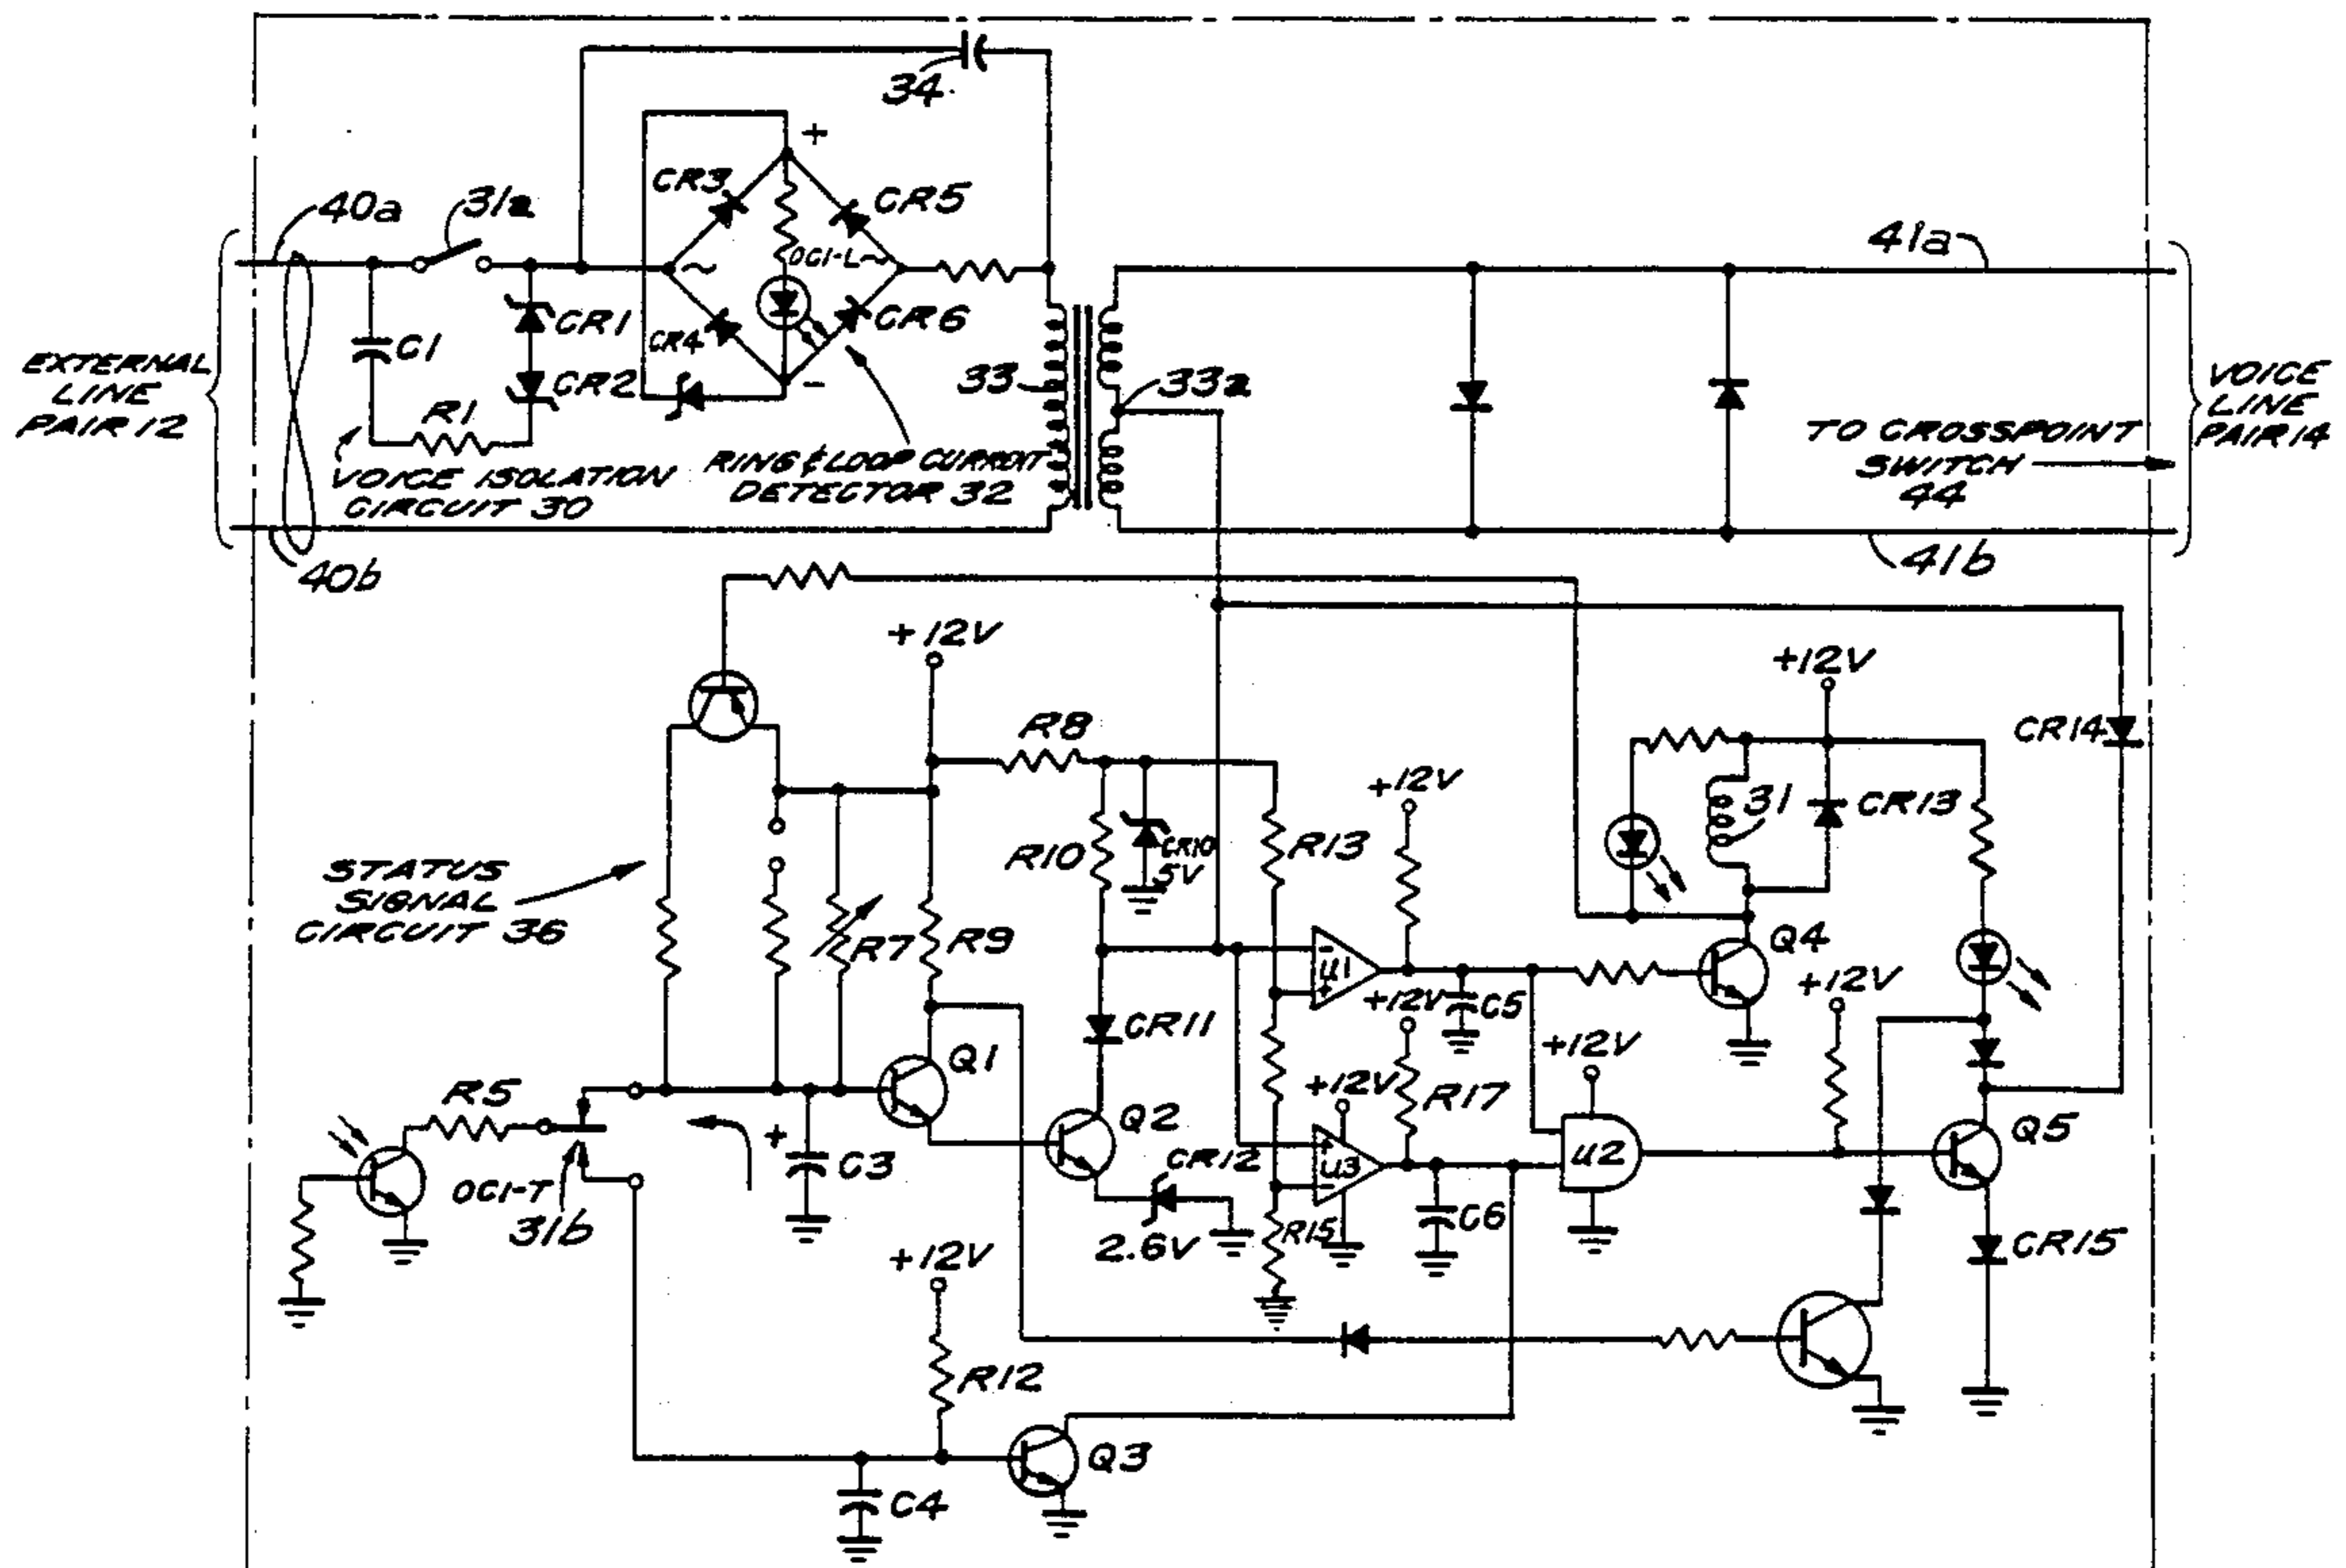 34
+
CR3
CR5
40a
31a
OC1-L~
~
41a
CR1
C1
CR6
CR4
EXTERNAL
LINE
PAIR 12
CR2
-
33
33a
VOICE
LINE
PAIR 14
R1
TO CROSSPOINT
SWITCH
44
VOICE ISOLATION
CIRCUIT 30
RING & LOOP CURRENT
DETECTOR 32
40b
41b
+12V
+12V
R8
CR14
+12V
31
CR13
R10
CR10
5V
R13
STATUS
SIGNAL
CIRCUIT 36
R7
R9
Q4
-
U1
+
+12V
C5
+12V
CR11
Q1
+12V
+12V
R5
R17
Q2
Q5
+
C3
CR12
+
U3
-
U2
OC1-T
31b
2.6V
R15
C6
CR15
+12V
R12
Q3
C4